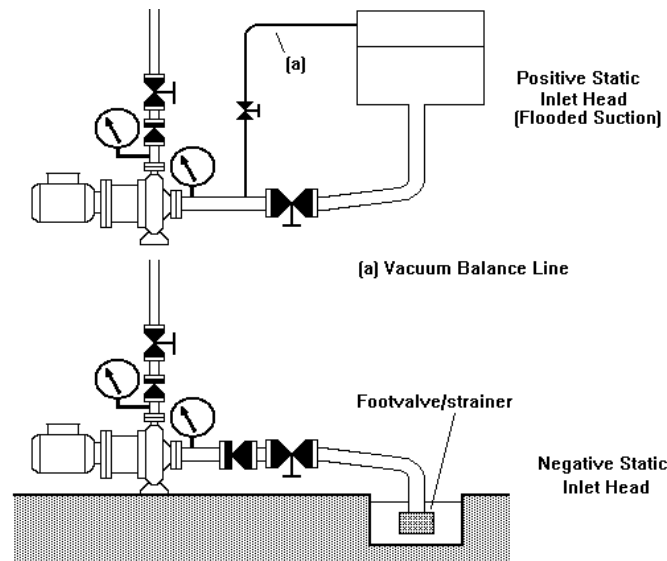 (a)
Positive Static
Inlet Head
(Flooded Suction)
(a) Vacuum Balance Line
Footvalve/strainer
Negative Static
Inlet Head